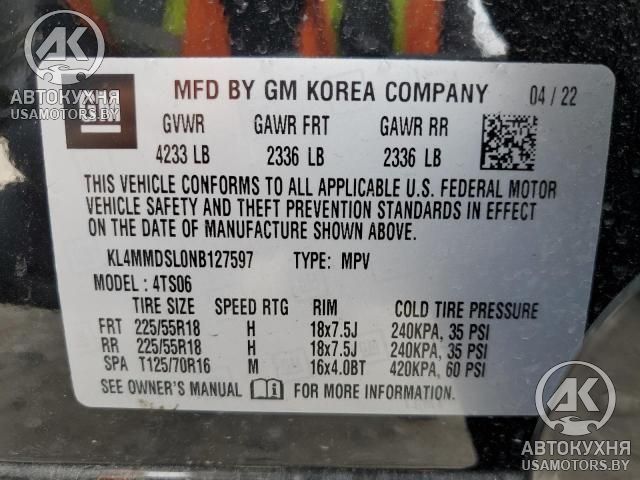 АК
АВТОКУХНЯ
USAMOTORS.BY
GM
MFD BY GM KOREA COMPANY 04 / 22
GVWR GAWR FRT GAWR RR
4233 LB 2336 LB 2336 LB
THIS VEHICLE CONFORMS TO ALL APPLICABLE U.S. FEDERAL MOTOR
VEHICLE SAFETY AND THEFT PREVENTION STANDARDS IN EFFECT
ON THE DATE OF MANUFACTURE SHOWN ABOVE.
KL4MMDSL0NB127597 TYPE: MPV
MODEL : 4TS06
TIRE SIZE SPEED RTG RIM COLD TIRE PRESSURE
FRT 225/55R18 H 18x7.5J 240KPA, 35 PSI
RR 225/55R18 H 18x7.5J 240KPA, 35 PSI
SPA T125/70R16 M 16x4.0BT 420KPA, 60 PSI
SEE OWNER'S MANUAL FOR MORE INFORMATION.
АК
АВТОКУХНЯ
USAMOTORS.BY